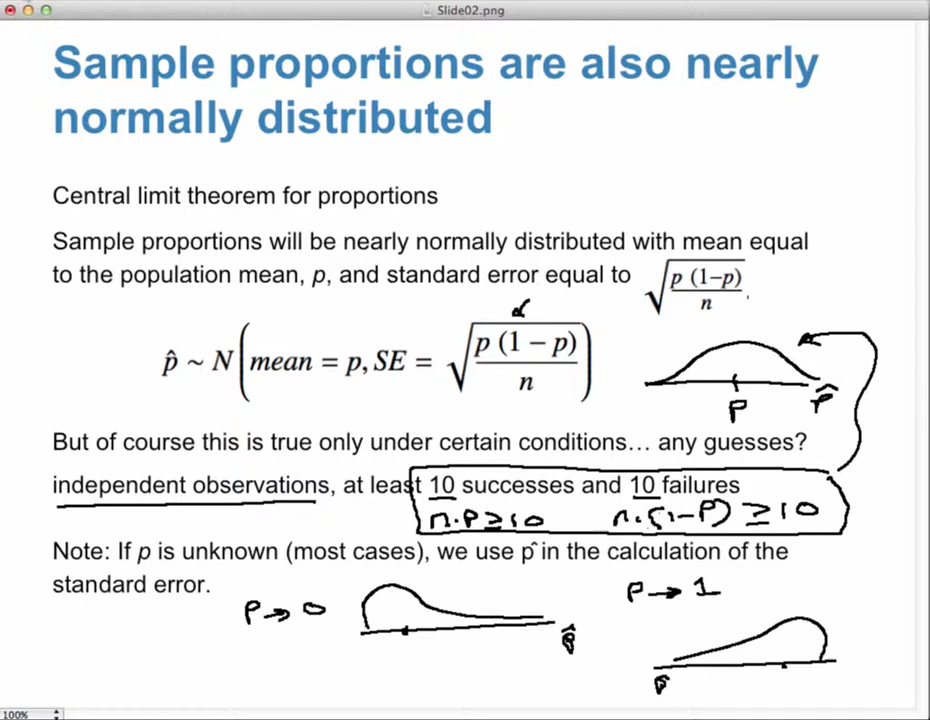 Slide02.png
Sample proportions are also nearly
normally distributed
Central limit theorem for proportions
Sample proportions will be nearly normally distributed with mean equal
to the population mean, p, and standard error equal to √(p (1−p) / n).
p̂ ~ N(mean = p, SE = √(p (1 − p) / n))
P
p̂
But of course this is true only under certain conditions… any guesses?
independent observations, at least 10 successes and 10 failures
n.p ≥ 10
n.(1-P) ≥ 10
Note: If p is unknown (most cases), we use p̂ in the calculation of the
standard error.
P → 1
P → 0
p̂
p̂
100%